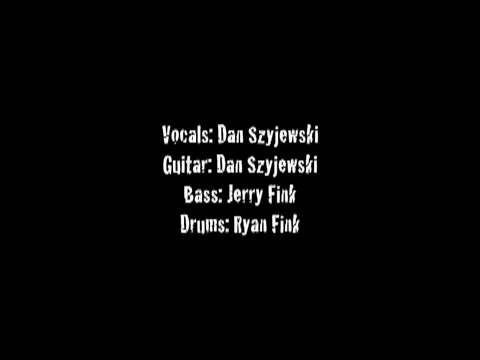 Vocals: Dan Szyjewski
Guitar: Dan Szyjewski
Bass: Jerry Fink
Drums: Ryan Fink